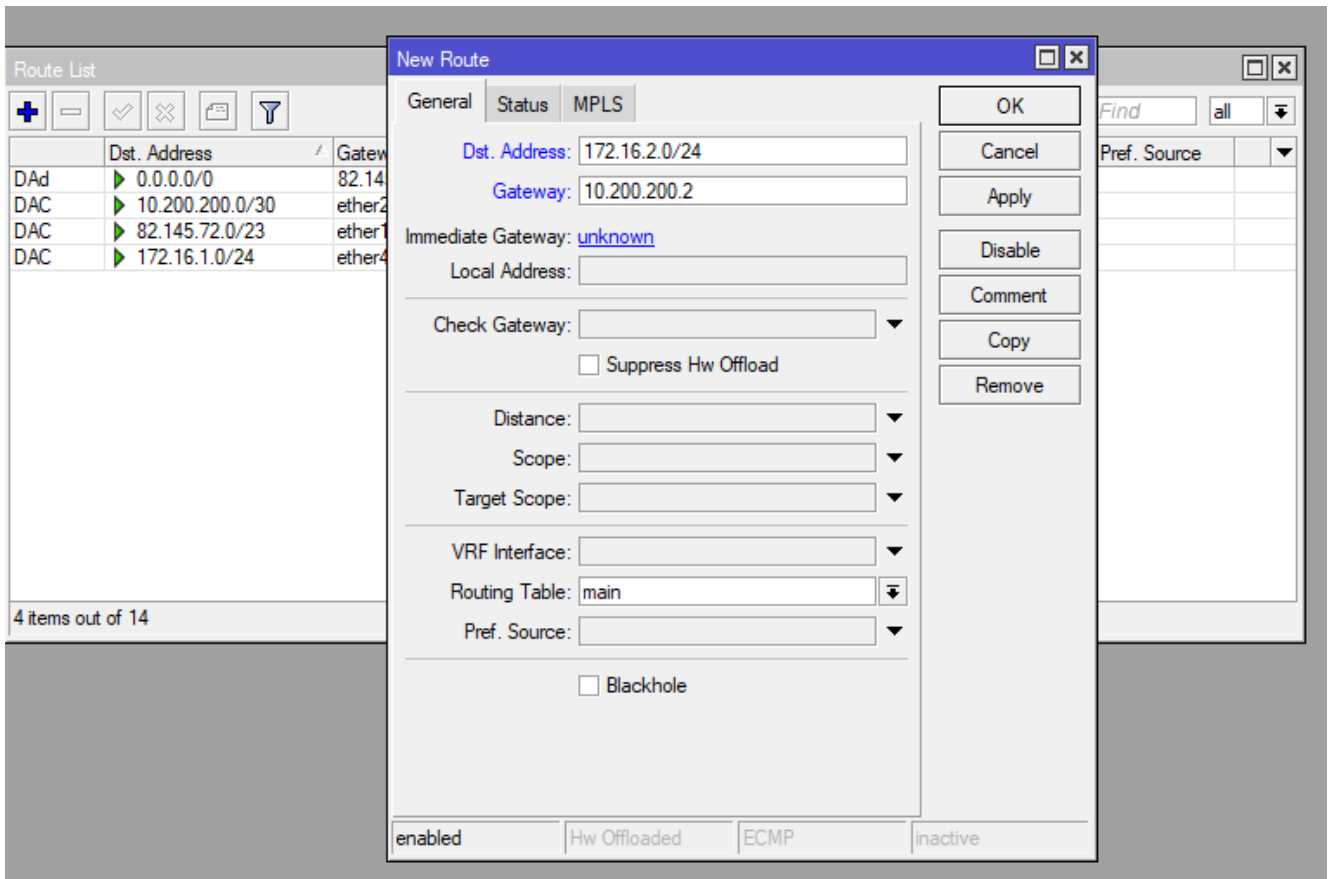 New Route
Route List
General Status MPLS
OK
Find all
Dst. Address Gatew Pref. Source
Dst. Address: 172.16.2.0/24
Cancel
DAd 0.0.0.0/0 82.14
Gateway: 10.200.200.2
Apply
DAC 10.200.200.0/30 ether2
DAC 82.145.72.0/23 ether1
Immediate Gateway: unknown
Disable
DAC 172.16.1.0/24 ether4
Local Address:
Comment
Check Gateway:
Copy
Suppress Hw Offload
Remove
Distance:
Scope:
Target Scope:
VRF Interface:
Routing Table: main
4 items out of 14
Pref. Source:
Blackhole
enabled Hw Offloaded ECMP inactive